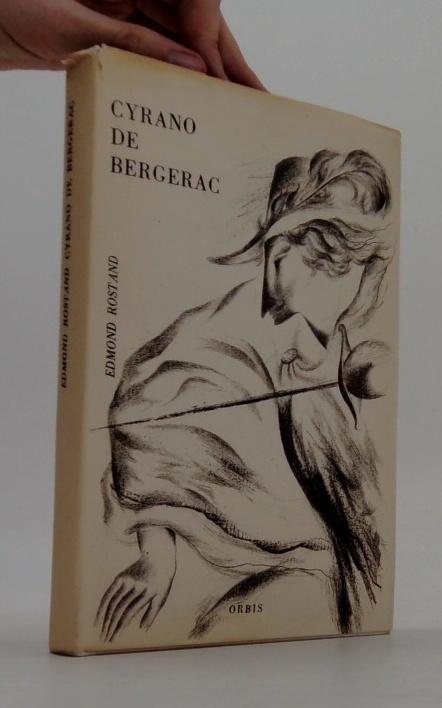 CYRANO
DE
BERGERAC
EDMOND ROSTAND
ORBIS
EDMOND ROSTAND CYRANO DE BERGERAC